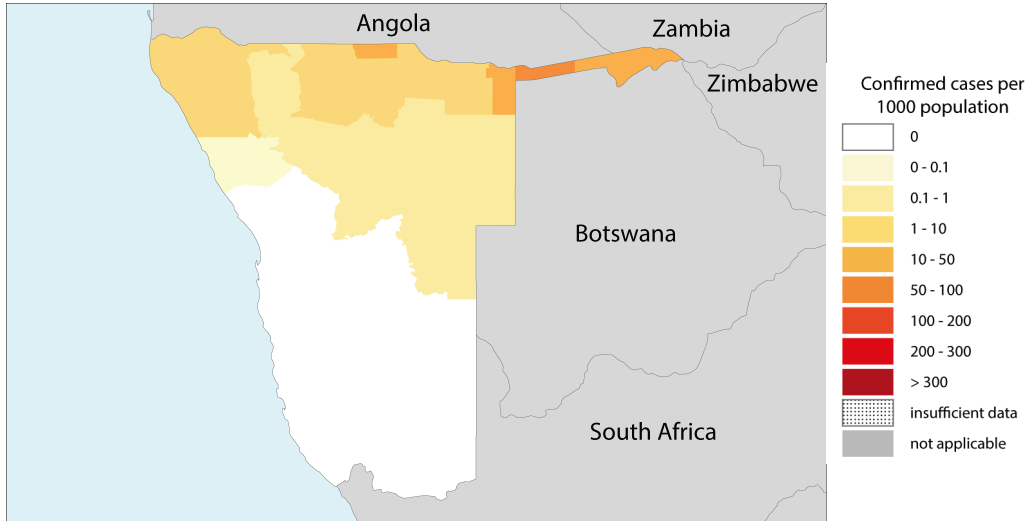 Angola
Zambia
Zimbabwe
Botswana
South Africa
Confirmed cases per
1000 population
0
0 - 0.1
0.1 - 1
1 - 10
10 - 50
50 - 100
100 - 200
200 - 300
> 300
insufficient data
not applicable